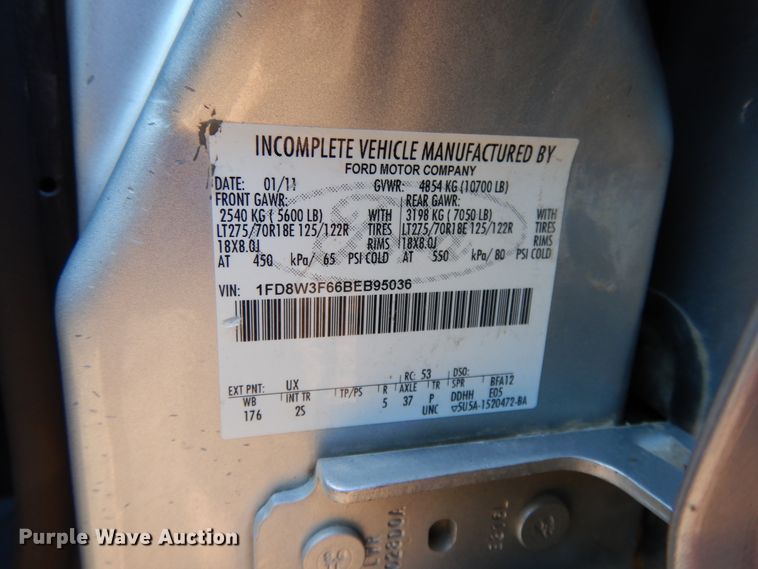 INCOMPLETE VEHICLE MANUFACTURED BY
FORD MOTOR COMPANY
DATE: 01/11 GVWR: 4854 KG (10700 LB)
FRONT GAWR: REAR GAWR:
2540 KG ( 5600 LB) WITH 3198 KG ( 7050 LB) WITH
LT275/70R18E 125/122R TIRES LT275/70R18E 125/122R TIRES
18X8.0J RIMS 18X8.0J RIMS
AT 450 kPa/ 65 PSI COLD AT 550 kPa/ 80 PSI COLD
VIN: 1FD8W3F66BEB95036
RC: 53 DSO:
EXT PNT: UX
WB INT TR TP/PS R AXLE TR SPR BFA12
176 2S 5 37 P DDHH ED5
UNC 5U5A-1520472-BA
LWR
Purple Wave Auction